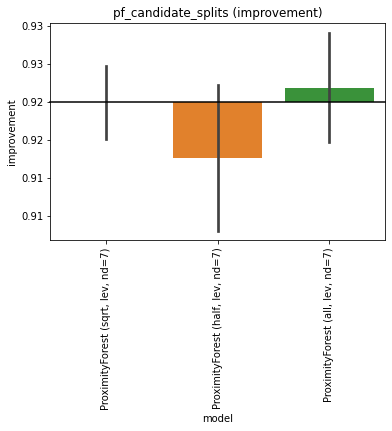 pf_candidate_splits (improvement)
0.93
0.93
0.92
0.92
0.91
0.91
improvement
ProximityForest (sqrt, lev, nd=7)
ProximityForest (half, lev, nd=7)
ProximityForest (all, lev, nd=7)
model